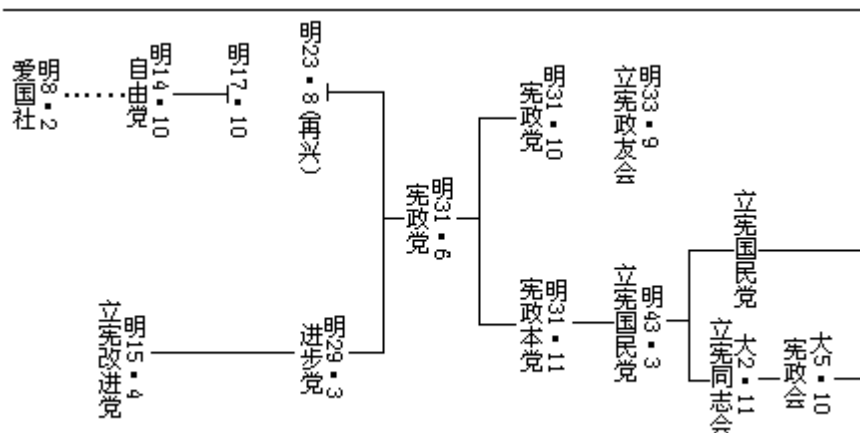 明8・2
爱国社
明14・10
自由党
明17・10
明23・8(再兴)
明31・6
宪政党
明31・10
宪政党
明33・9
立宪政友会
明15・4
立宪改进党
明29・3
进步党
明31・11
宪政本党
明43・3
立宪国民党
立宪国民党
大2・11
立宪同志会
大5・10
宪政会